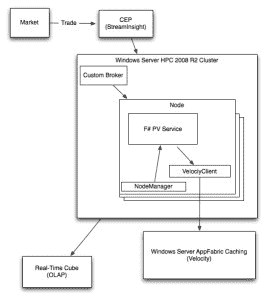 Market
Trade
CEP
(StreamInsight)
Windows Server HPC 2008 R2 Cluster
Custom Broker
Node
F# PV Service
VelociyClient
NodeManager
Real-Time Cube
(OLAP)
Windows Server AppFabric Caching
(Velocity)